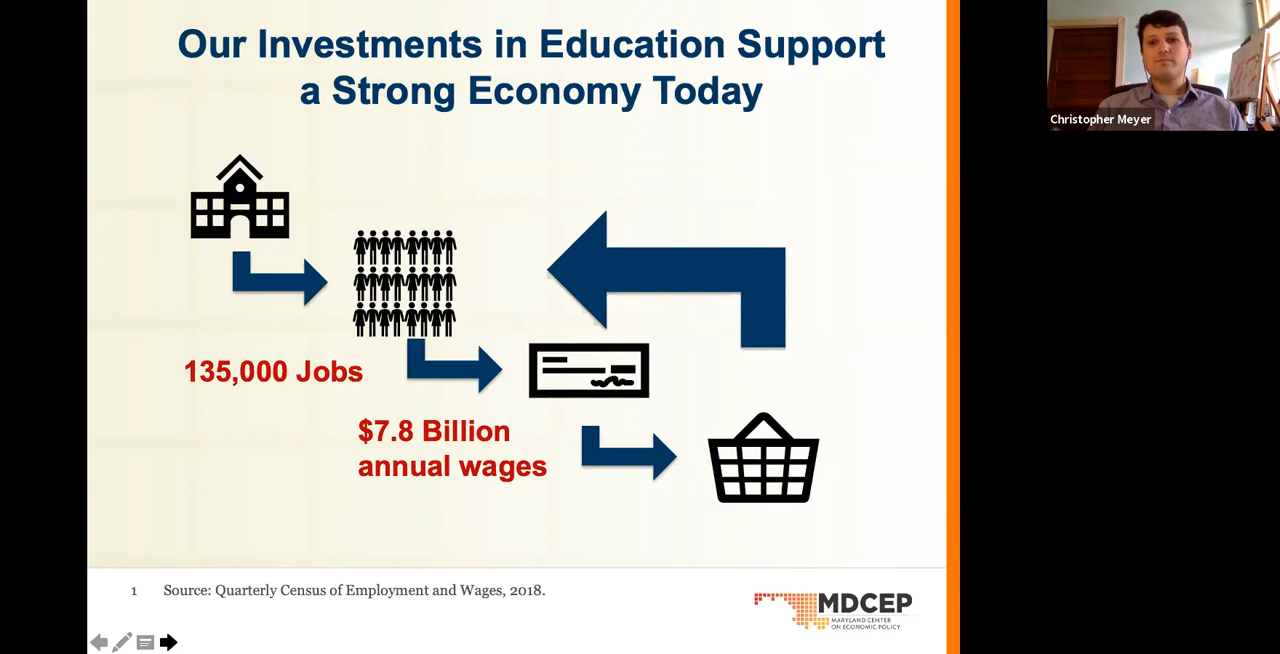 Our Investments in Education Support
a Strong Economy Today
Christopher Meyer
135,000 Jobs
$7.8 Billion
annual wages
1 Source: Quarterly Census of Employment and Wages, 2018.
MDCEP
MARYLAND CENTER
ON ECONOMIC POLICY